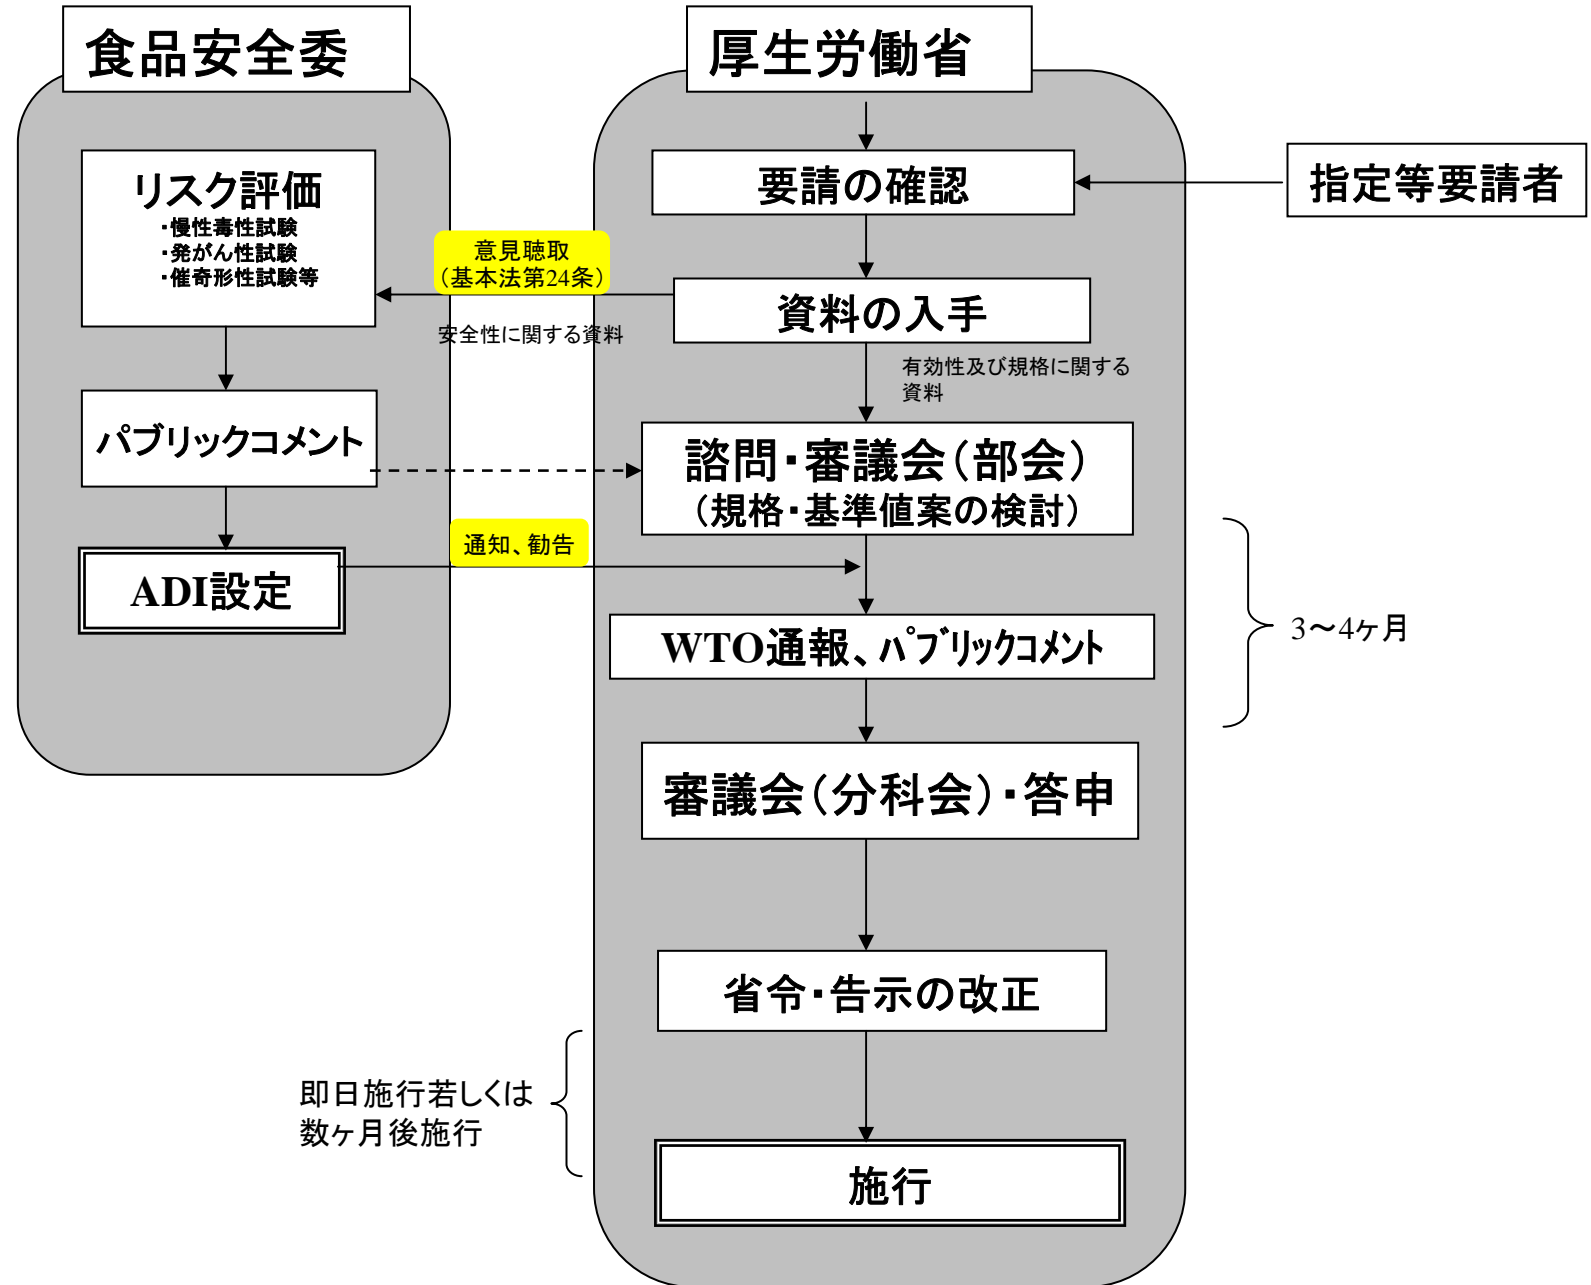 食品安全委
厚生労働省
リスク評価
・慢性毒性試験
・発がん性試験
・催奇形性試験等
要請の確認
指定等要請者
意見聴取
（基本法第24条）
資料の入手
安全性に関する資料
有効性及び規格に関する
資料
パブリックコメント
諮問・審議会（部会）
（規格・基準値案の検討）
通知、勧告
ADI設定
WTO通報、ﾊﾟﾌﾞﾘｯｸｺﾒﾝﾄ
3～4ヶ月
審議会（分科会）・答申
省令・告示の改正
即日施行若しくは
数ヶ月後施行
施行